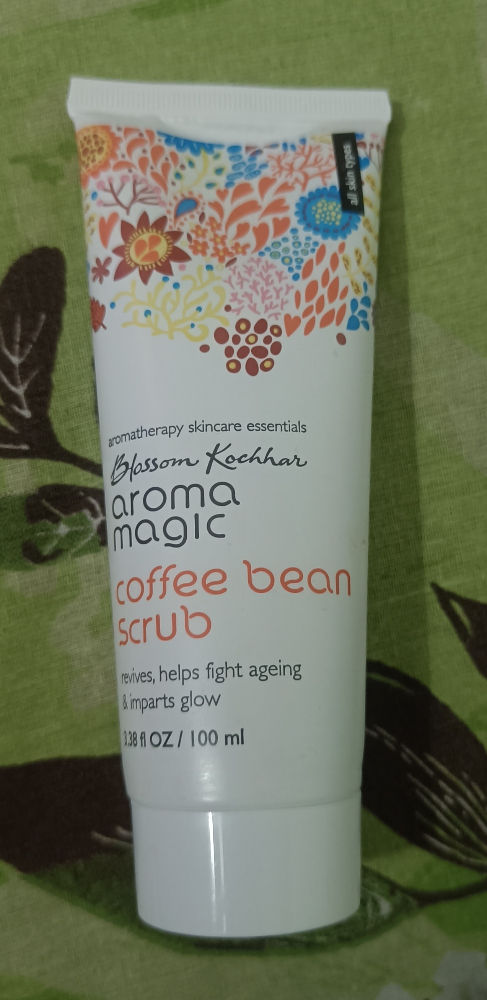 all skin types
aromatherapy skincare essentials
Blossom Kochhar
aroma
magic
coffee bean
scrub
revives, helps fight ageing
& imparts glow
3.38 fl OZ / 100 ml